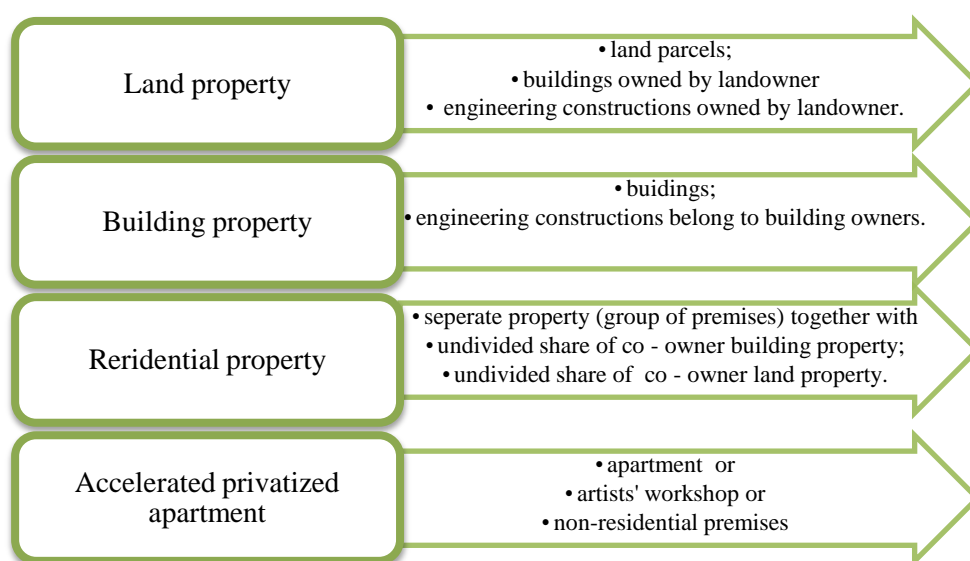 Land property
• land parcels;
• buildings owned by landowner
• engineering constructions owned by landowner.
Building property
• buidings;
• engineering constructions belong to building owners.
Reridential property
• seperate property (group of premises) together with
• undivided share of co - owner building property;
• undivided share of co - owner land property.
Accelerated privatized
apartment
• apartment or
• artists' workshop or
• non-residential premises